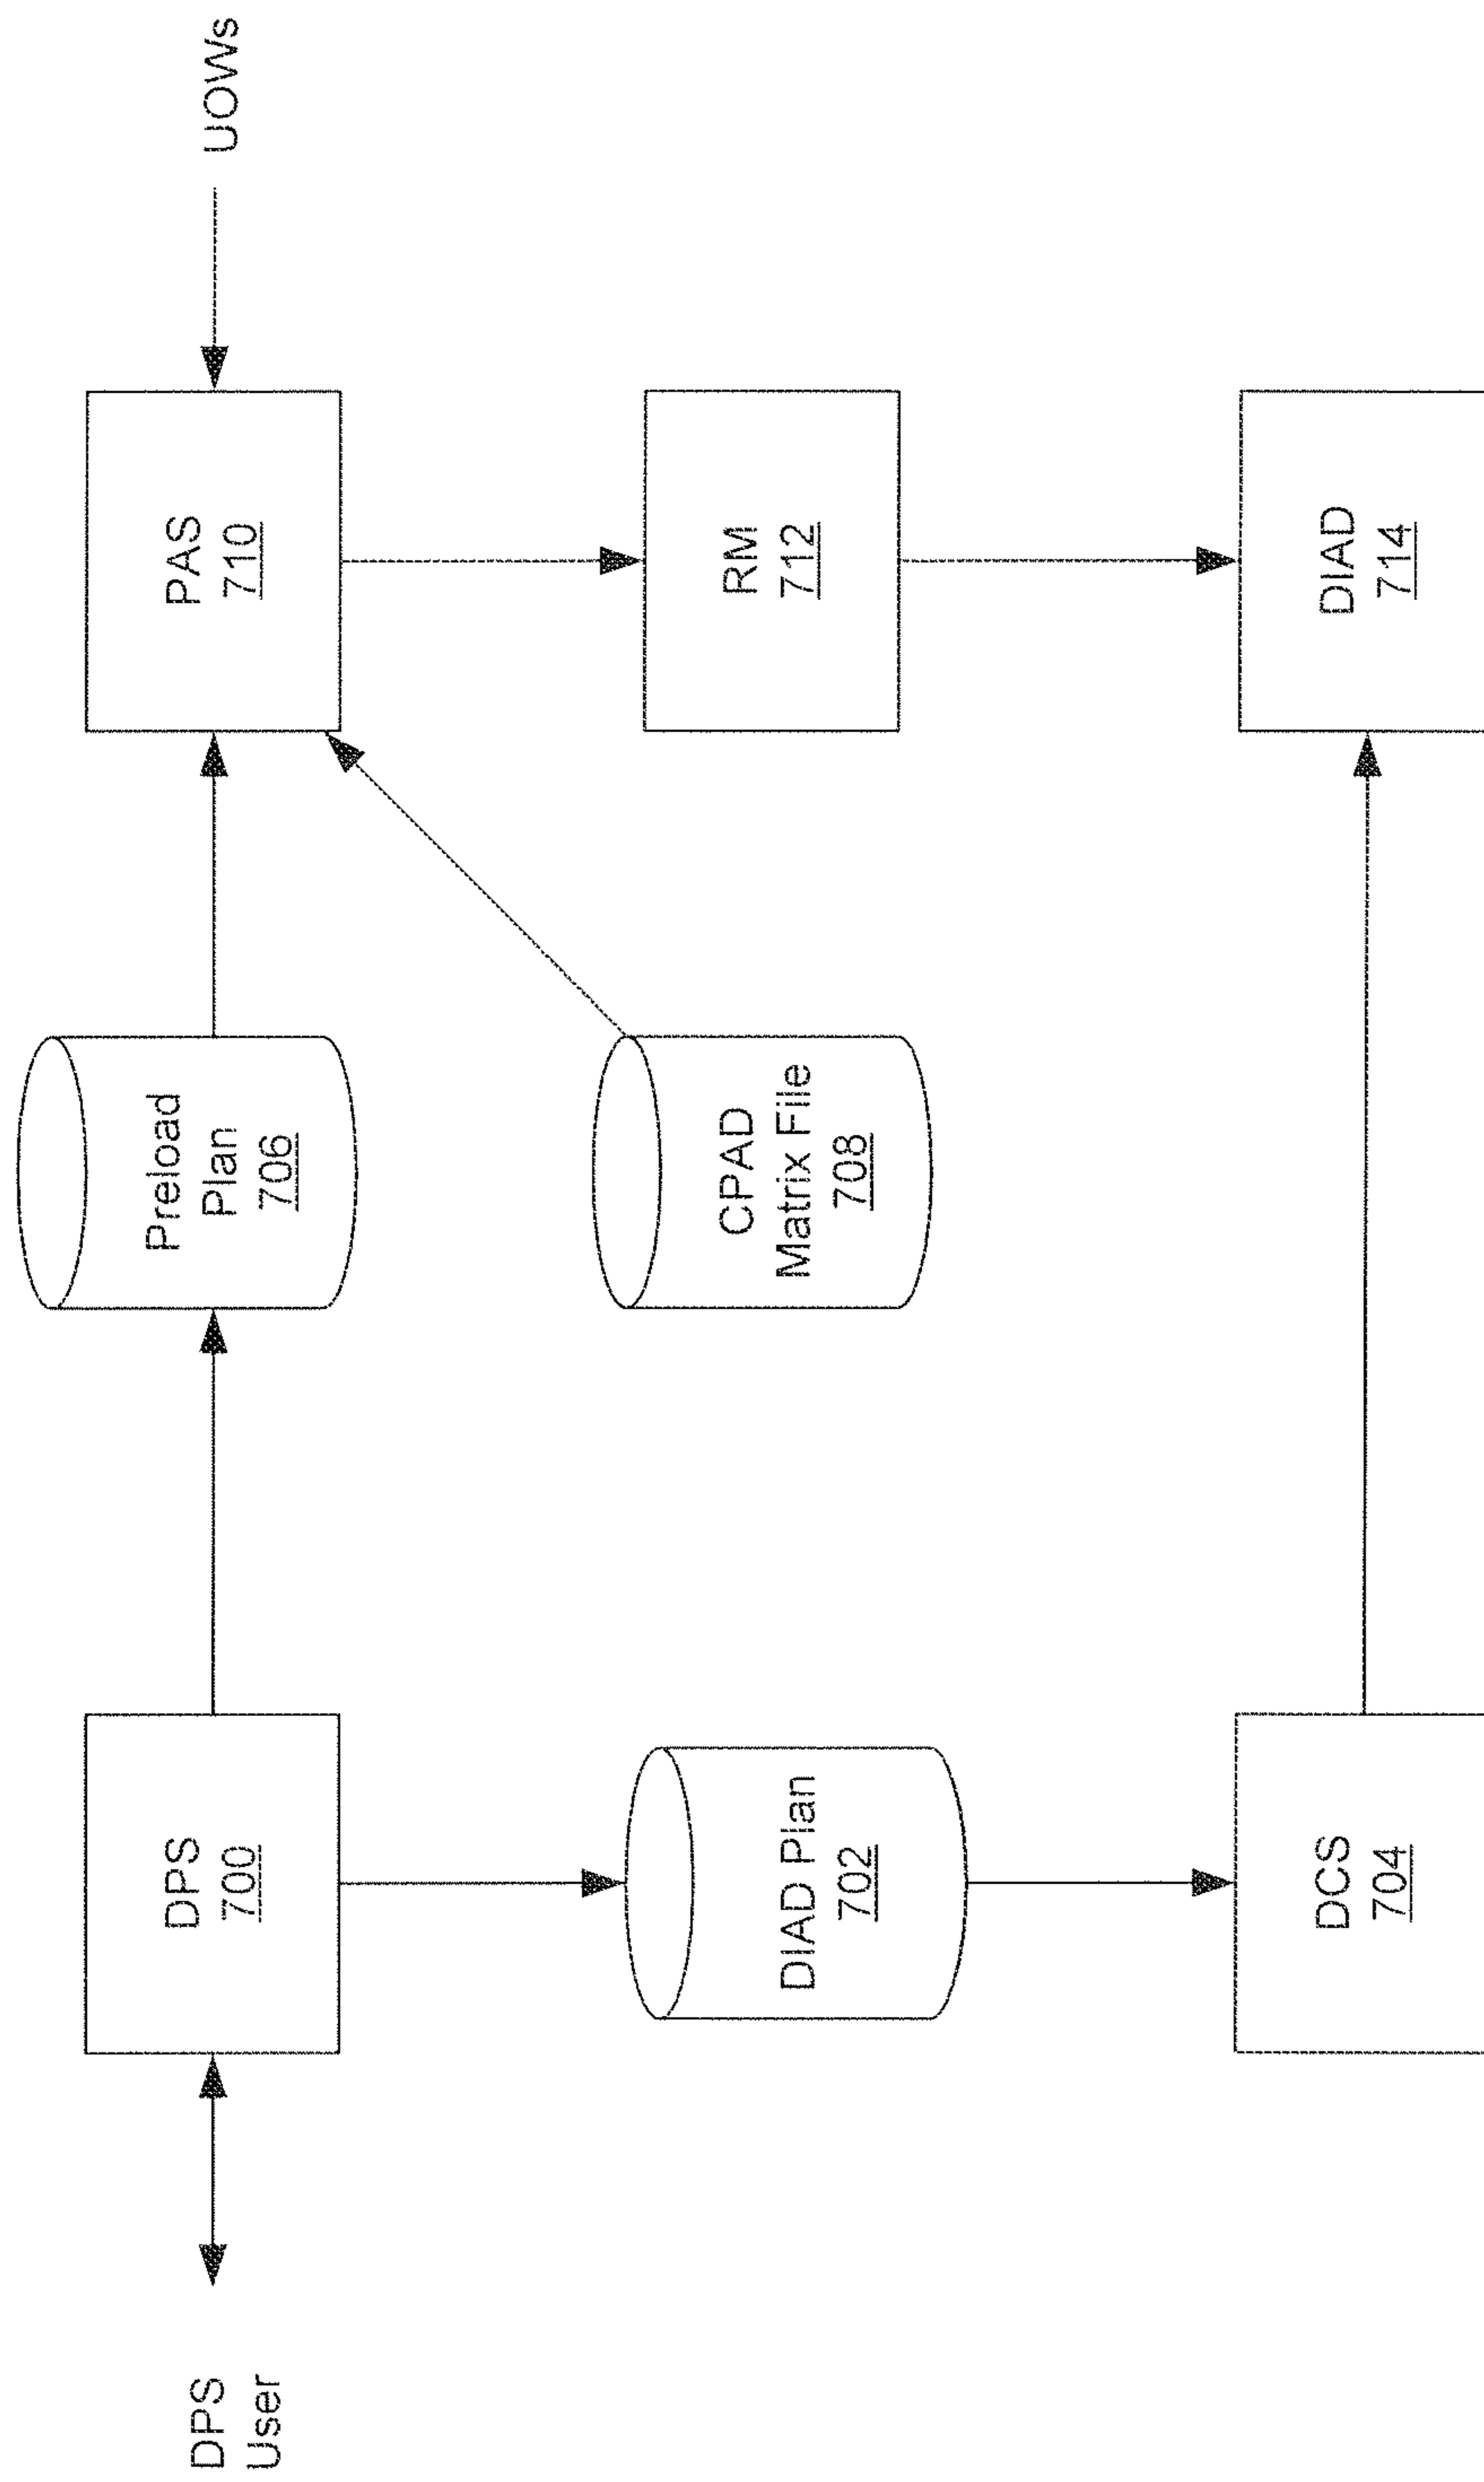 DPS
User
DPS
700
Preload
Plan
706
PAS
710
UOWs
DIAD Plan
702
CPAD
Matrix File
708
RM
712
DCS
704
DIAD
714